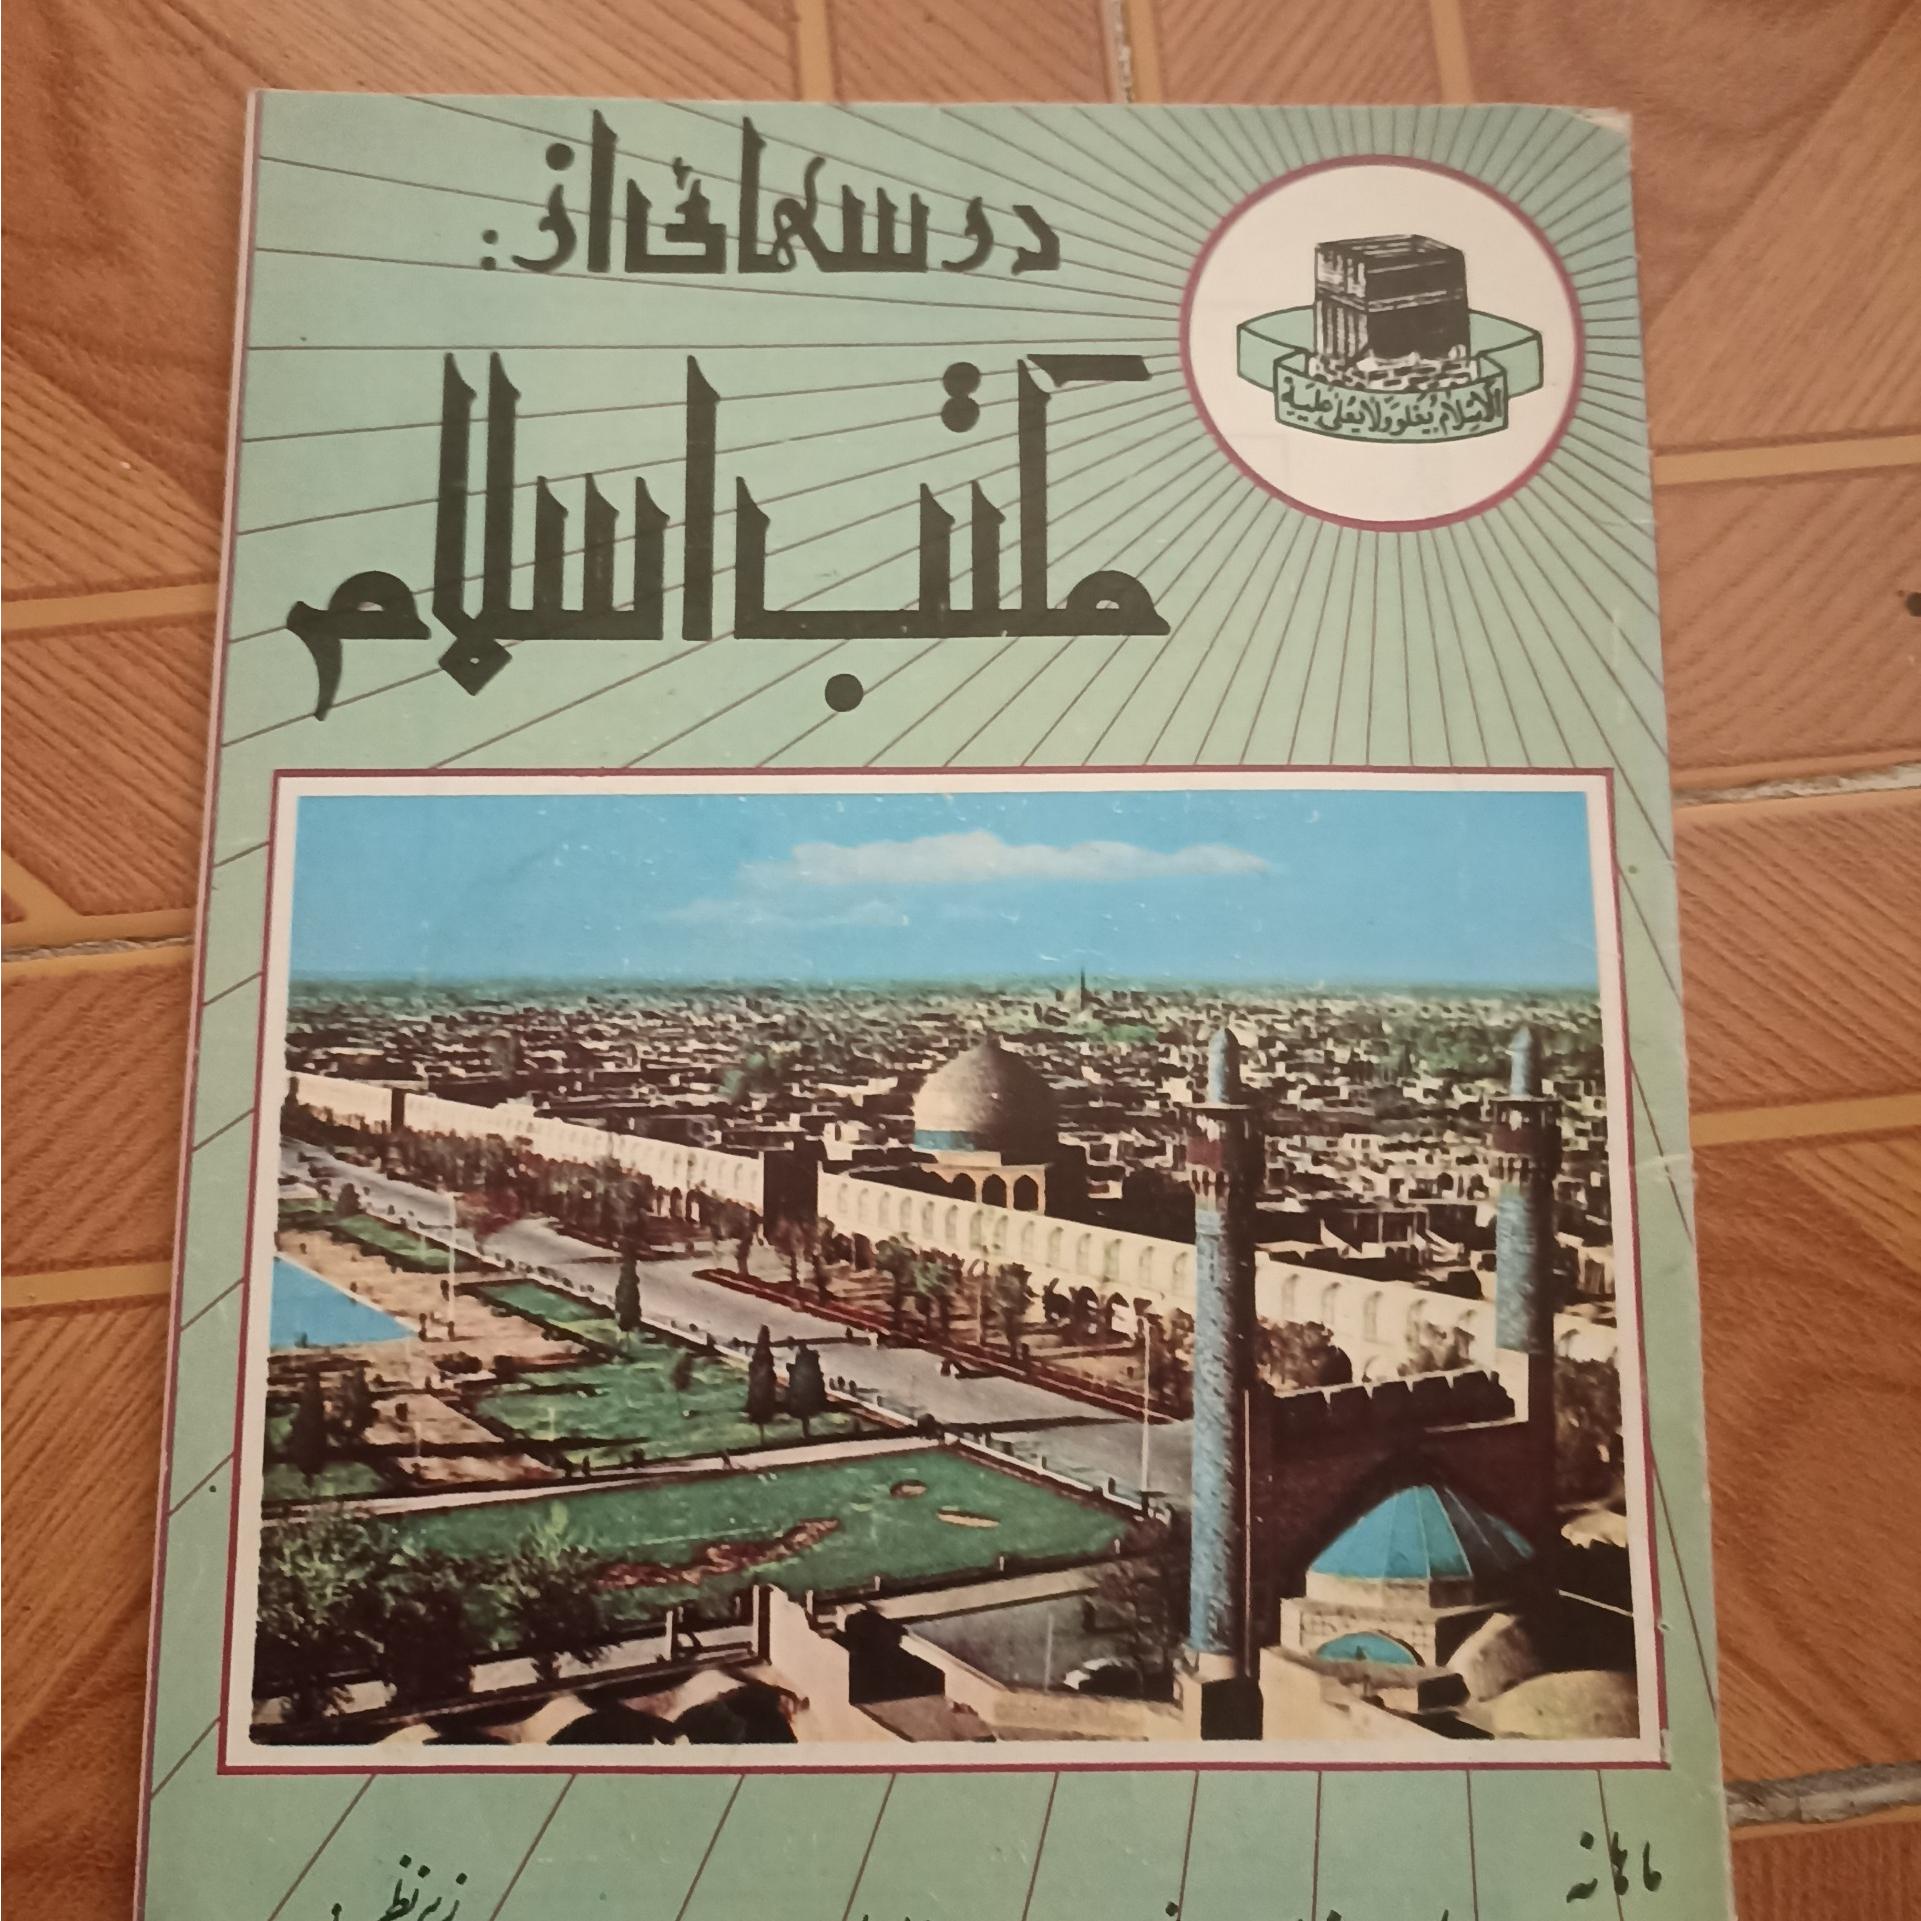 درسهائی از:
مکتب اسلام
الاسلام یعلو ولا یعلی علیه
ماهانه
زیر نظر